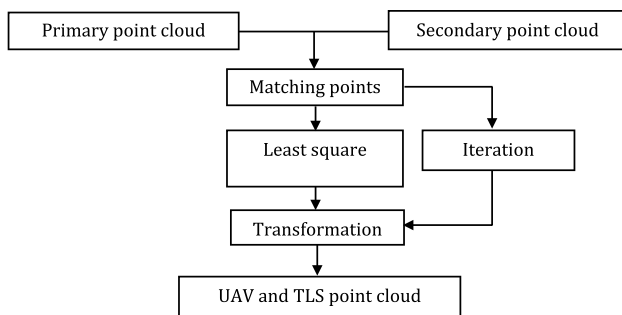 Primary point cloud
Secondary point cloud
Matching points
Least square
Iteration
Transformation
UAV and TLS point cloud